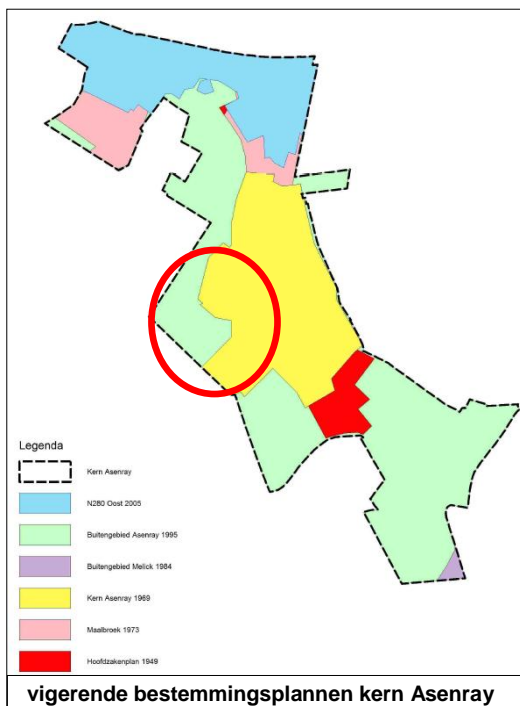 Legenda
Kern Asenray
N280 Oost 2005
Buitengebied Asenray 1995
Buitengebied Melick 1984
Kern Asenray 1969
Maalbroek 1973
Hoofdzakenplan 1949
vigerende bestemmingsplannen kern Asenray